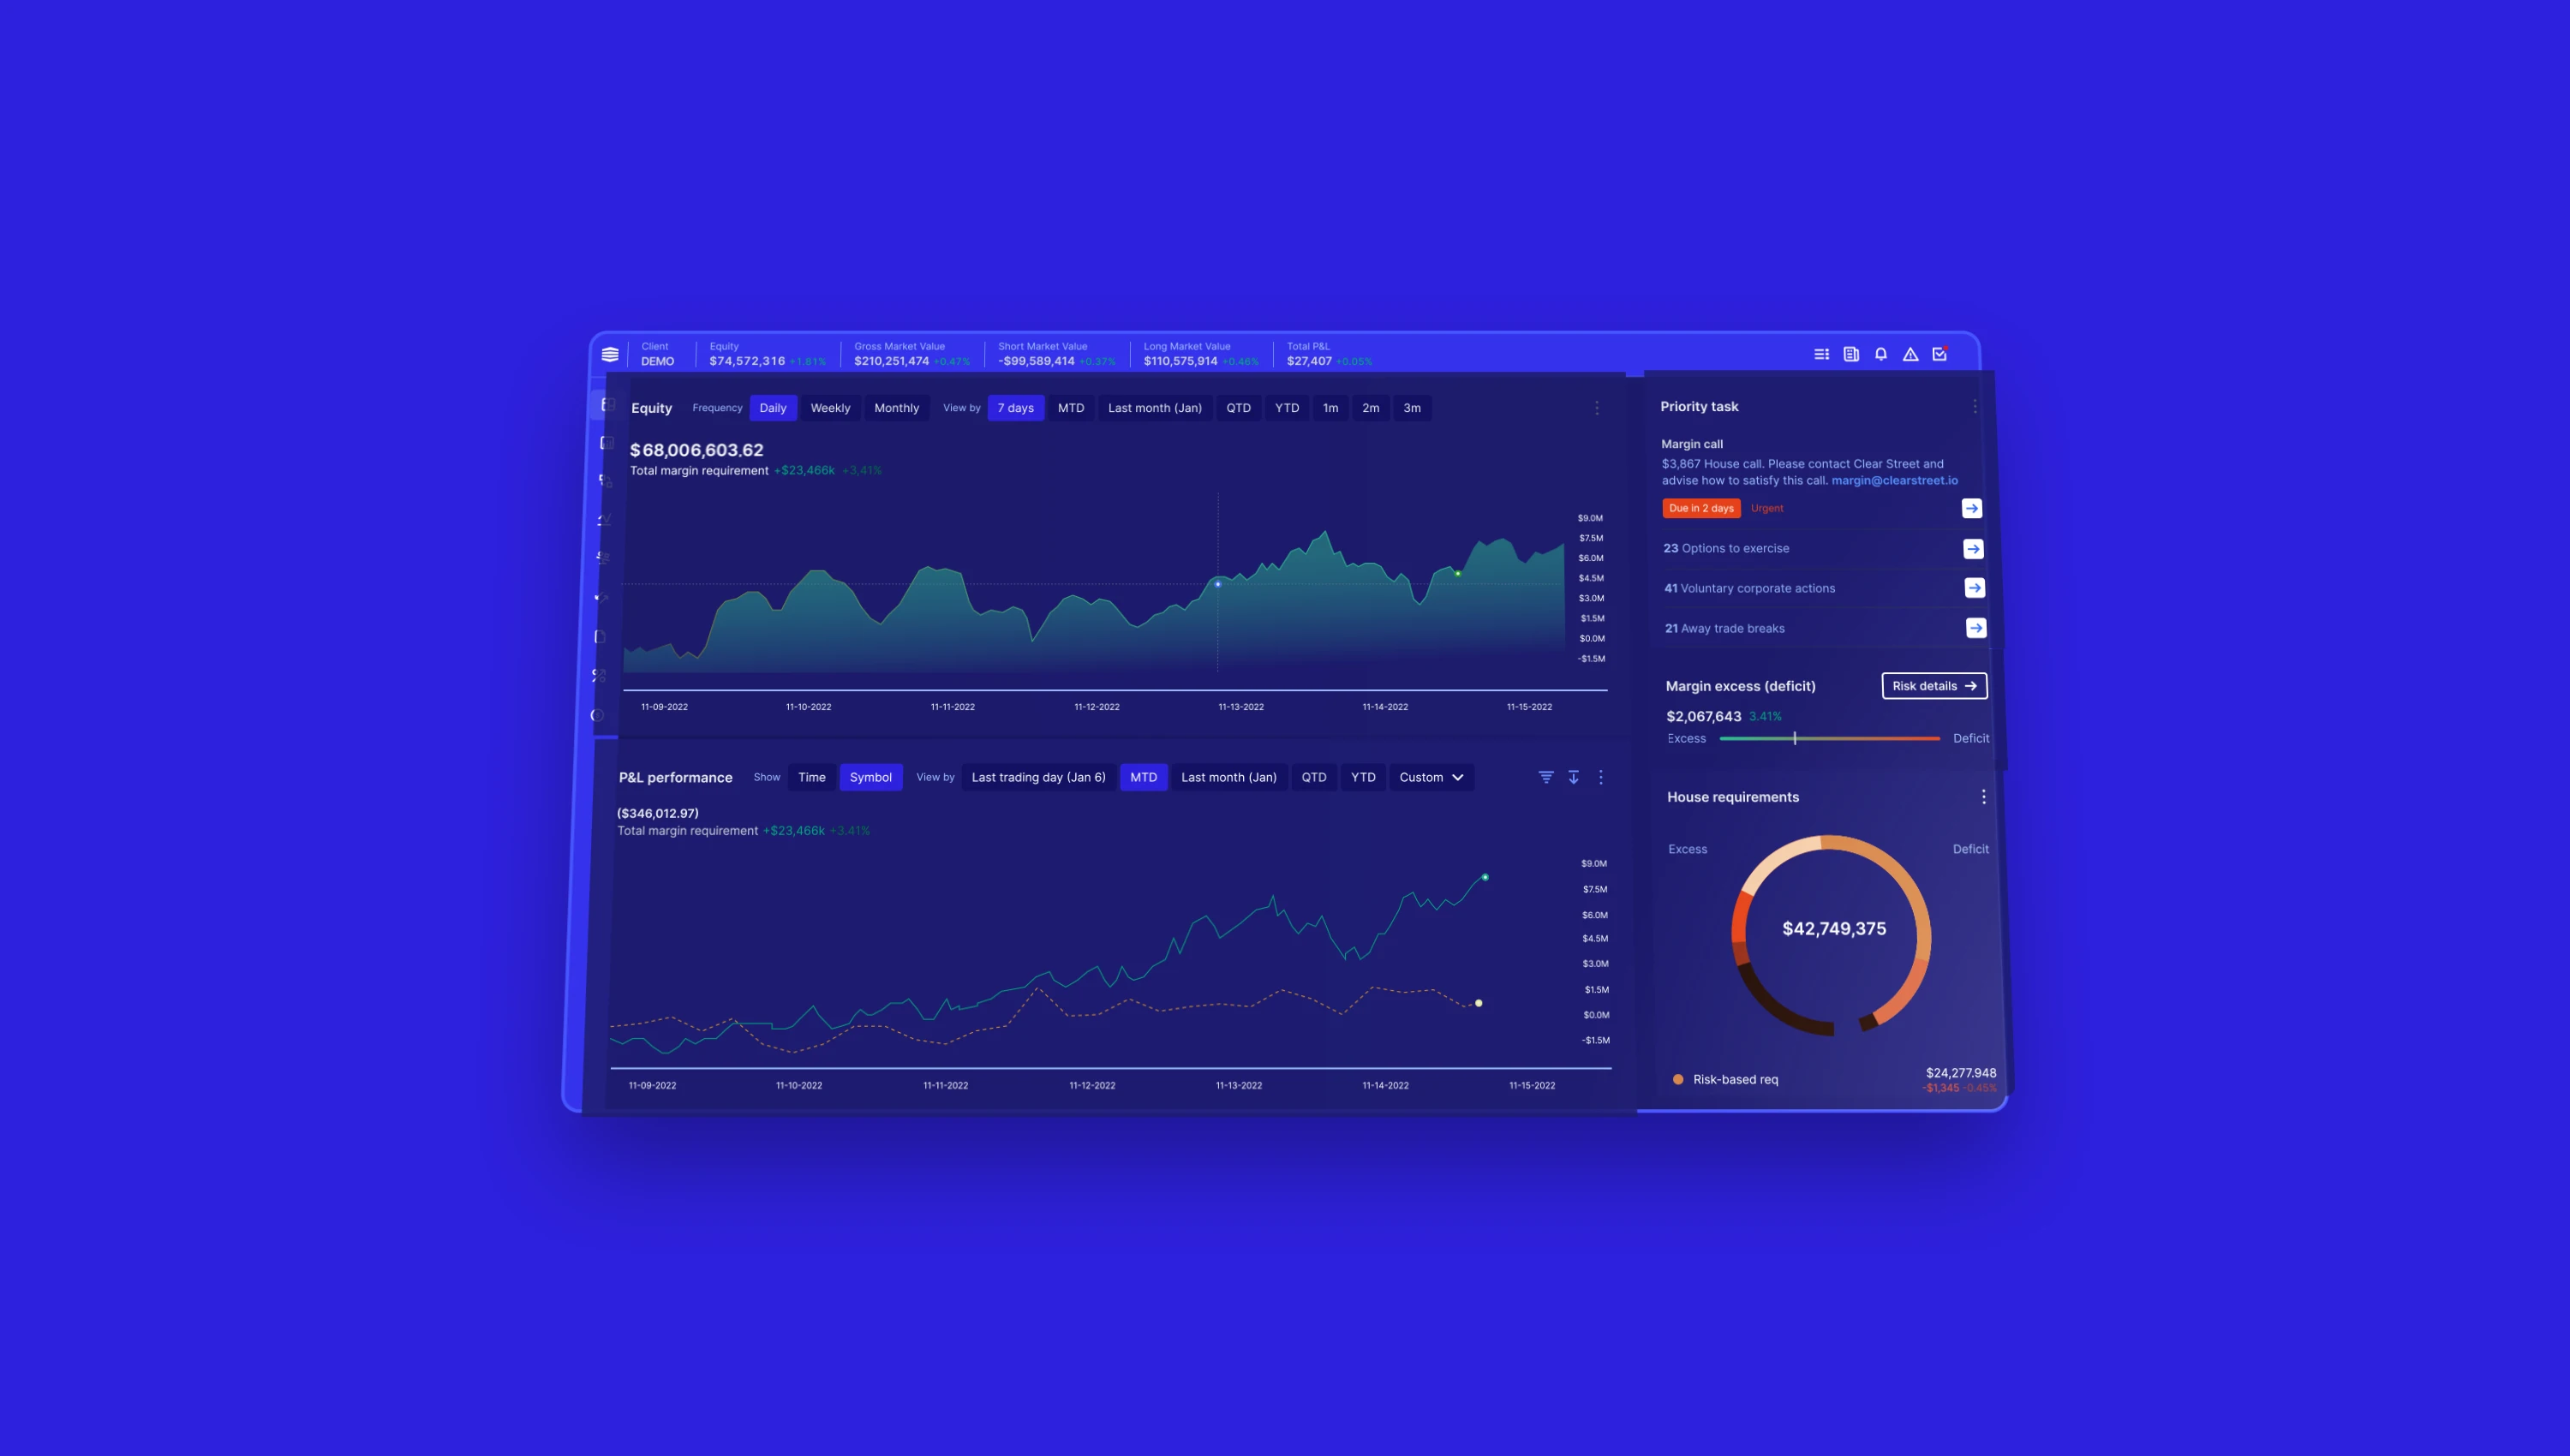 Client Equity Gross Market Value Short Market Value Long Market Value Total P&L
DEMO $74,572,316 +1.81% $210,251,474 +0.47% -$99,589,414 +0.37% $110,575,914 +0.46% $27,407 +0.05%
Equity Frequency Daily Weekly Monthly View by 7 days MTD Last month (Jan) QTD YTD 1m 2m 3m
$68,006,603.62
Total margin requirement +$23,466k +3,41%
$9.0M
$7.5M
$6.0M
$4.5M
$3.0M
$1.5M
$0.0M
-$1.5M
11-09-2022 11-10-2022 11-11-2022 11-12-2022 11-13-2022 11-14-2022 11-15-2022
P&L performance Show Time Symbol View by Last trading day (Jan 6) MTD Last month (Jan) QTD YTD Custom
($346,012.97)
Total margin requirement +$23,466k +3.41%
$9.0M
$7.5M
$6.0M
$4.5M
$3.0M
$1.5M
$0.0M
-$1.5M
11-09-2022 11-10-2022 11-11-2022 11-12-2022 11-13-2022 11-14-2022 11-15-2022
Priority task
Margin call
$3,867 House call. Please contact Clear Street and
advise how to satisfy this call. margin@clearstreet.io
Due in 2 days Urgent
23 Options to exercise
41 Voluntary corporate actions
21 Away trade breaks
Margin excess (deficit) Risk details
$2,067,643 3.41%
Excess Deficit
House requirements
Excess Deficit
$42,749,375
Risk-based req $24,277.948
-$1,345 -0.45%